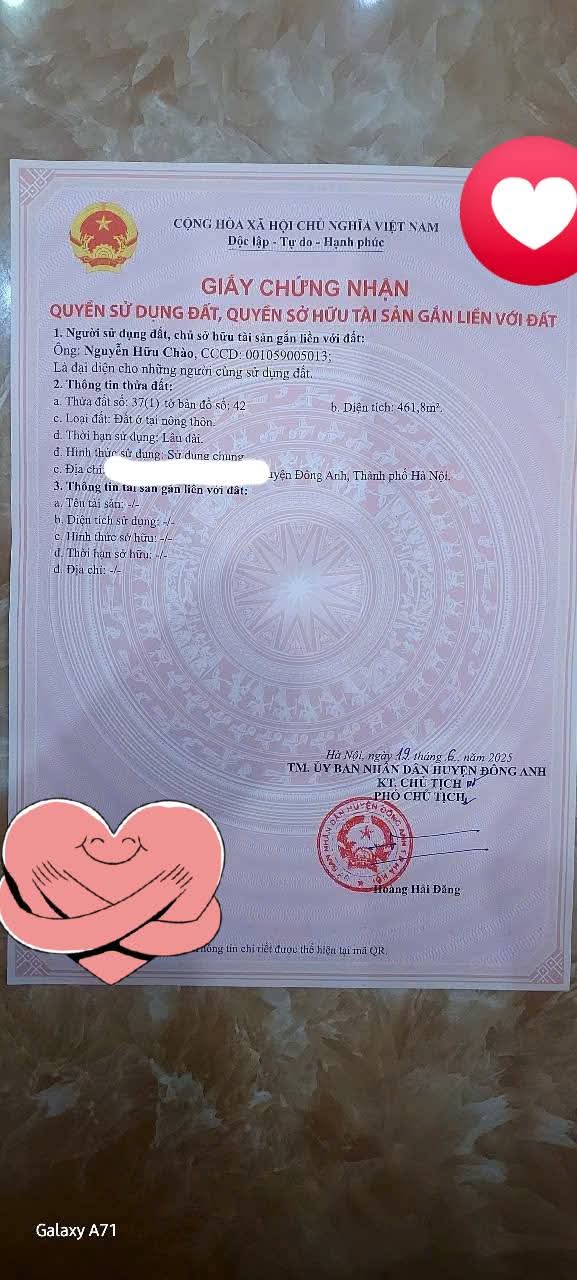 CỘNG HÒA XÃ HỘI CHỦ NGHĨA VIỆT NAM
Độc lập - Tự do - Hạnh phúc
GIẤY CHỨNG NHẬN
QUYỀN SỬ DỤNG ĐẤT, QUYỀN SỞ HỮU TÀI SẢN GẮN LIỀN VỚI ĐẤT
1. Người sử dụng đất, chủ sở hữu tài sản gắn liền với đất:
Ông: Nguyễn Hữu Chào, CCCD: 001059005013;
Là đại diện cho những người cùng sử dụng đất.
2. Thông tin thửa đất:
a. Thửa đất số: 37(1) tờ bản đồ số: 42 b. Diện tích: 461,8m².
c. Loại đất: Đất ở tại nông thôn.
d. Thời hạn sử dụng: Lâu dài.
đ. Hình thức sử dụng: Sử dụng chung
e. Địa chỉ: Đông Anh, Thành phố Hà Nội.
3. Thông tin tài sản gắn liền với đất:
a. Tên tài sản: -/-
b. Diện tích sử dụng: -/-
c. Hình thức sở hữu: -/-
d. Thời hạn sở hữu: -/-
đ. Địa chỉ: -/-
Hà Nội, ngày 19 tháng 6 năm 2025
TM. ỦY BAN NHÂN DÂN HUYỆN ĐÔNG ANH
KT. CHỦ TỊCH
PHÓ CHỦ TỊCH
Hoàng Hải Đăng
tin chi tiết được thể hiện tại mã QR.
Galaxy A71